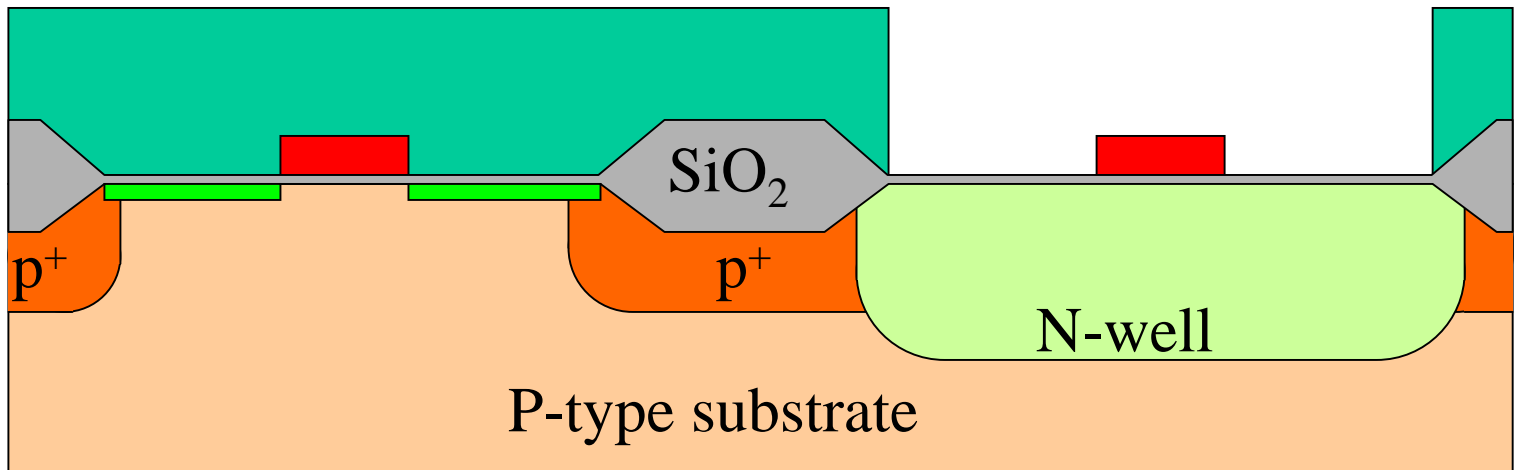 SiO₂
p⁺
p⁺
N-well
P-type substrate